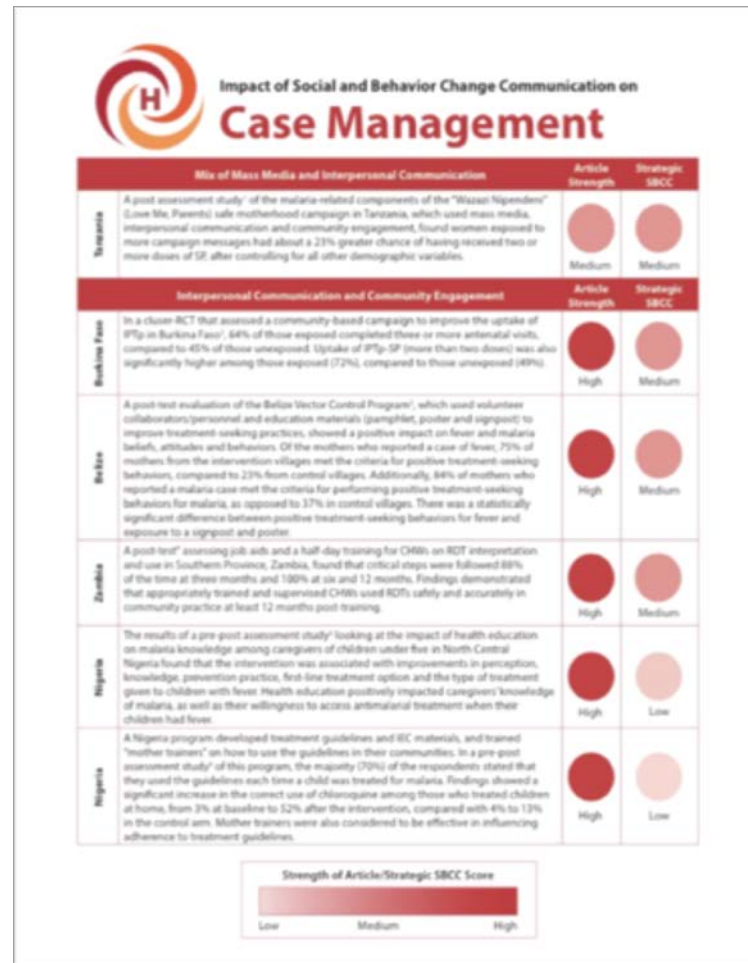 H
Impact of Social and Behavior Change Communication on
Case Management
Mix of Mass Media and Interpersonal Communication
Article Strength
Strategic SBCC
Tanzania
A post assessment study¹ of the malaria-related components of the "Wazazi Nipendeni"
(Love Me, Parents) safe motherhood campaign in Tanzania, which used mass media,
interpersonal communication and community engagement, found women exposed to
more campaign messages had about a 23% greater chance of having received two or
more doses of SP, after controlling for all other demographic variables.
Medium
Medium
Interpersonal Communication and Community Engagement
Article Strength
Strategic SBCC
Burkina Faso
In a cluser-RCT that assessed a community-based campaign to improve the uptake of
IPTp in Burkina Faso², 64% of those exposed completed three or more antenatal visits,
compared to 45% of those unexposed. Uptake of IPTp-SP (more than two doses) was also
significantly higher among those exposed (72%), compared to those unexposed (49%).
High
Medium
Belize
A post-test evaluation of the Belize Vector Control Program³, which used volunteer
collaborators/personnel and education materials (pamphlet, poster and signpost) to
improve treatment-seeking practices, showed a positive impact on fever and malaria
beliefs, attitudes and behaviors. Of the mothers who reported a case of fever, 75% of
mothers from the intervention villages met the criteria for positive treatment-seeking
behaviors, compared to 23% from control villages. Additionally, 84% of mothers who
reported a malaria case met the criteria for performing positive treatment-seeking
behaviors for malaria, as opposed to 37% in control villages. There was a statistically
significant difference between positive treatment-seeking behaviors for fever and
exposure to a signpost and poster.
High
Medium
Zambia
A post-test⁴ assessing job aids and a half-day training for CHWs on RDT interpretation
and use in Southern Province, Zambia, found that critical steps were followed 88%
of the time at three months and 100% at six and 12 months. Findings demonstrated
that appropriately trained and supervised CHWs used RDTs safely and accurately in
community practice at least 12 months post-training.
High
Medium
Nigeria
The results of a pre-post assessment study⁵ looking at the impact of health education
on malaria knowledge among caregivers of children under five in North Central
Nigeria found that the intervention was associated with improvements in perception,
knowledge, prevention practice, first-line treatment option and the type of treatment
given to children with fever. Health education positively impacted caregivers' knowledge
of malaria, as well as their willingness to access antimalarial treatment when their
children had fever.
High
Low
Nigeria
A Nigeria program developed treatment guidelines and IEC materials, and trained
"mother trainers" on how to use the guidelines in their communities. In a pre-post
assessment study⁶ of this program, the majority (70%) of the respondents stated that
they used the guidelines each time a child was treated for malaria. Findings showed a
significant increase in the correct use of chloroquine among those who treated children
at home, from 3% at baseline to 52% after the intervention, compared with 4% to 13%
in the control arm. Mother trainers were also considered to be effective in influencing
adherence to treatment guidelines.
High
Low
Strength of Article/Strategic SBCC Score
Low Medium High